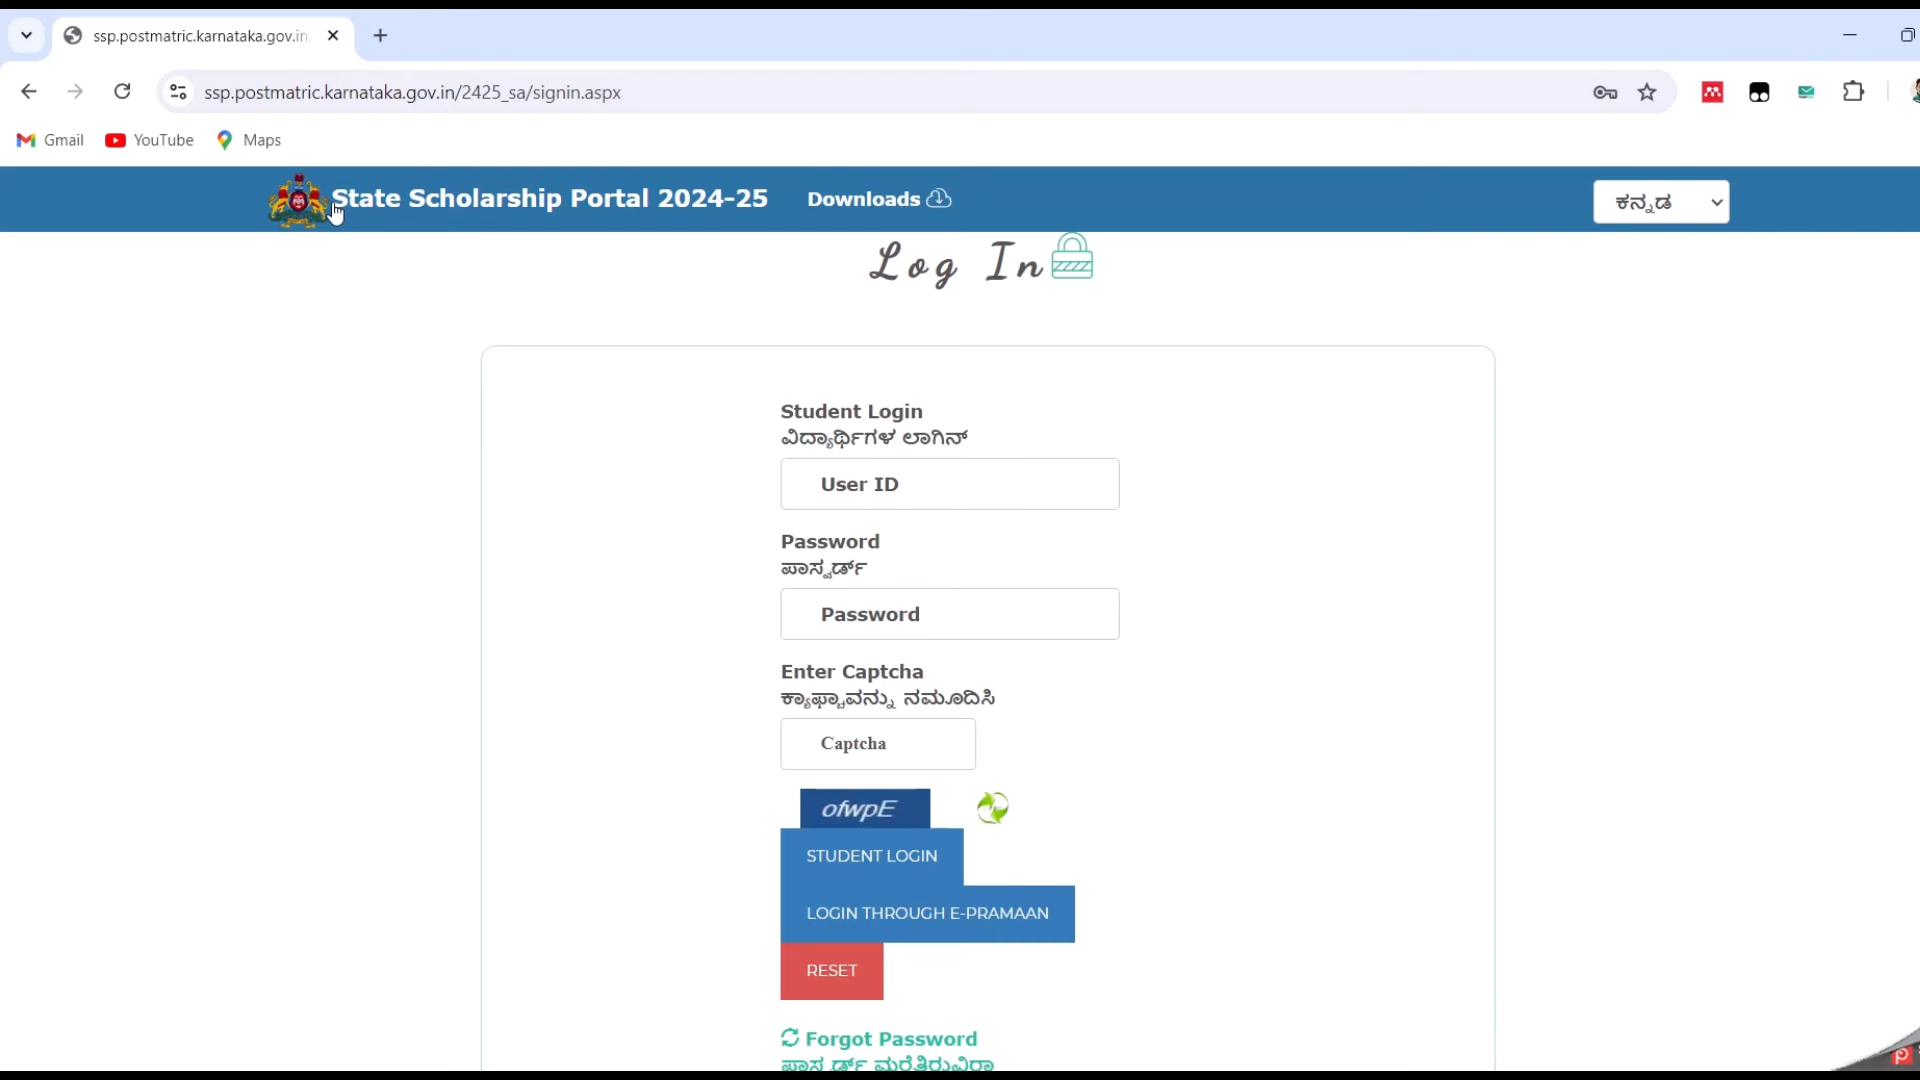 ssp.postmatric.karnataka.gov.in
ssp.postmatric.karnataka.gov.in/2425_sa/signin.aspx
Gmail YouTube Maps
State Scholarship Portal 2024-25 Downloads ಕನ್ನಡ
Log In
Student Login
ವಿದ್ಯಾರ್ಥಿಗಳ ಲಾಗಿನ್
User ID
Password
ಪಾಸ್ವರ್ಡ್
Password
Enter Captcha
ಕ್ಯಾಫ್ಚಾವನ್ನು ನಮೂದಿಸಿ
Captcha
ofwpE
STUDENT LOGIN
LOGIN THROUGH E-PRAMAAN
RESET
Forgot Password